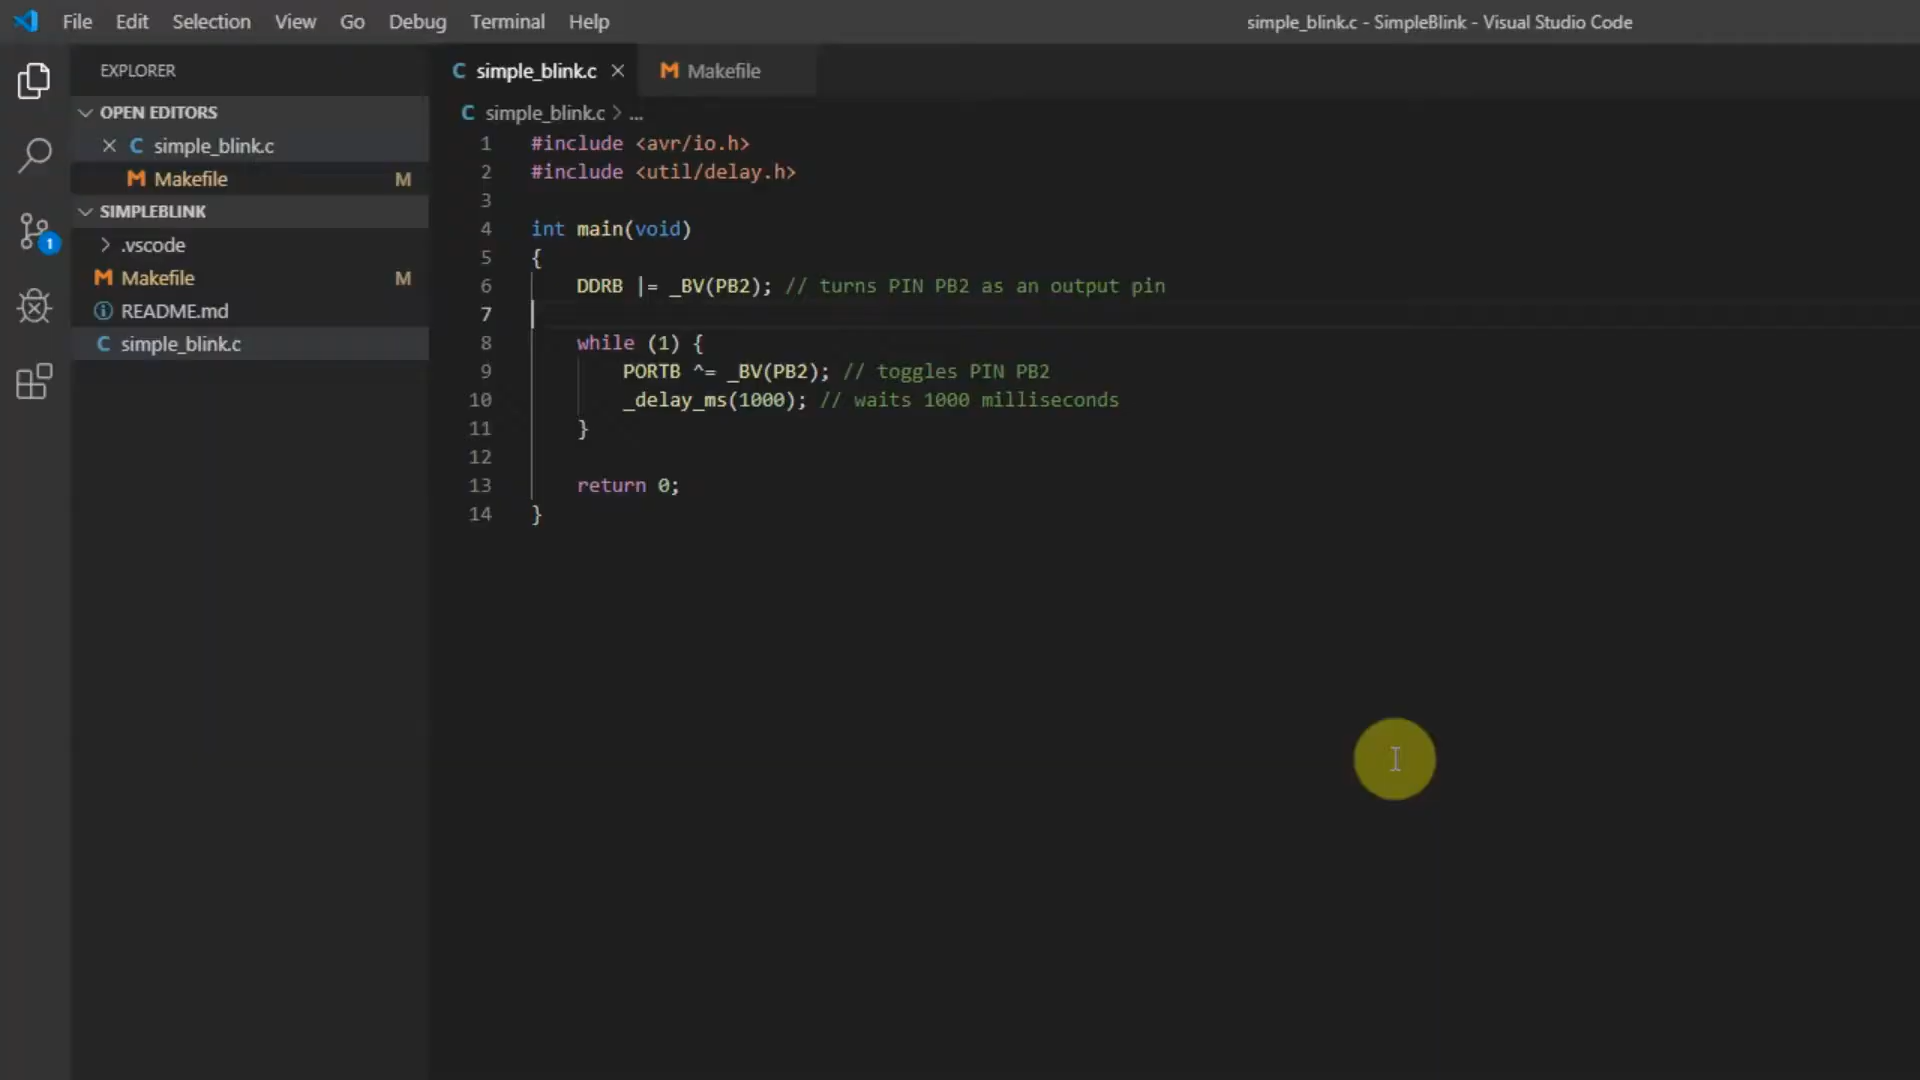 File Edit Selection View Go Debug Terminal Help
simple_blink.c - SimpleBlink - Visual Studio Code
EXPLORER
OPEN EDITORS
C simple_blink.c
M Makefile M
SIMPLEBLINK
.vscode
M Makefile M
README.md
C simple_blink.c
1
C simple_blink.c
M Makefile
C simple_blink.c > ...
1 #include <avr/io.h>
2 #include <util/delay.h>
3
4 int main(void)
5 {
6 DDRB |= _BV(PB2); // turns PIN PB2 as an output pin
7
8 while (1) {
9 PORTB ^= _BV(PB2); // toggles PIN PB2
10 _delay_ms(1000); // waits 1000 milliseconds
11 }
12
13 return 0;
14 }